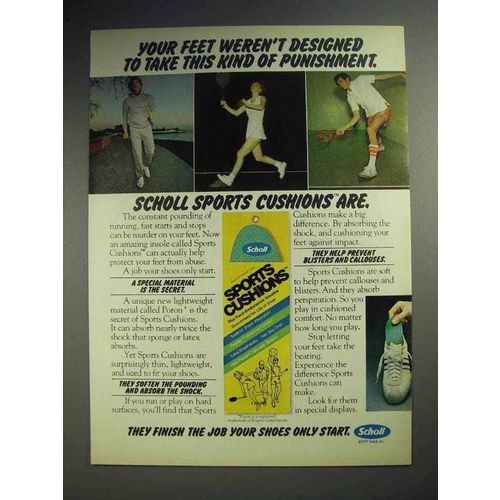 YOUR FEET WEREN'T DESIGNED
TO TAKE THIS KIND OF PUNISHMENT.
SCHOLL SPORTS CUSHIONS™ ARE.
The constant pounding of
running, fast starts and stops
can be murder on your feet. Now
an amazing insole called Sports
Cushions™ can actually help
protect your feet from abuse.
A job your shoes only start.
A SPECIAL MATERIAL
IS THE SECRET.
A unique new lightweight
material called Poron® is the
secret of Sports Cushions.
It can absorb nearly twice the
shock that sponge or latex
absorbs.
Yet Sports Cushions are
surprisingly thin, lightweight,
and sized to fit your shoes.
THEY SOFTEN THE POUNDING
AND ABSORB THE SHOCK.
If you run or play on hard
surfaces, you'll find that Sports
Scholl
SPORTS
CUSHIONS™
Cushions make a big
difference. By absorbing the
shock, and cushioning your
feet against impact.
THEY HELP PREVENT
BLISTERS AND CALLOUSES.
Sports Cushions are soft
to help prevent callouses and
blisters. And they absorb
perspiration. So you
play in cushioned
comfort. No matter
how long you play.
Stop letting
your feet take the
beating.
Experience the
difference Sports
Cushions can
make.
Look for them
in special displays.
THEY FINISH THE JOB YOUR SHOES ONLY START.
Scholl